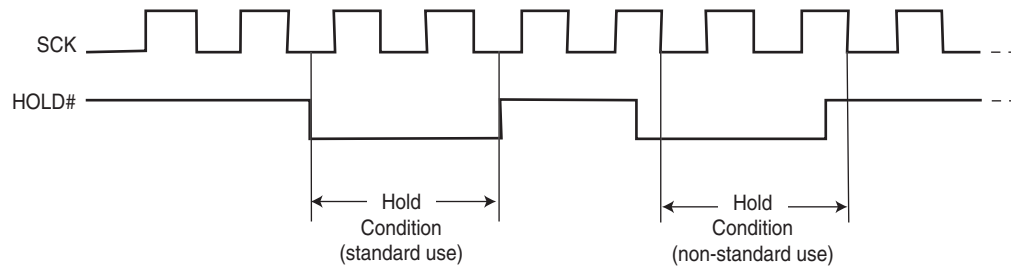 SCK
HOLD#
Hold
Condition
(standard use)
Hold
Condition
(non-standard use)